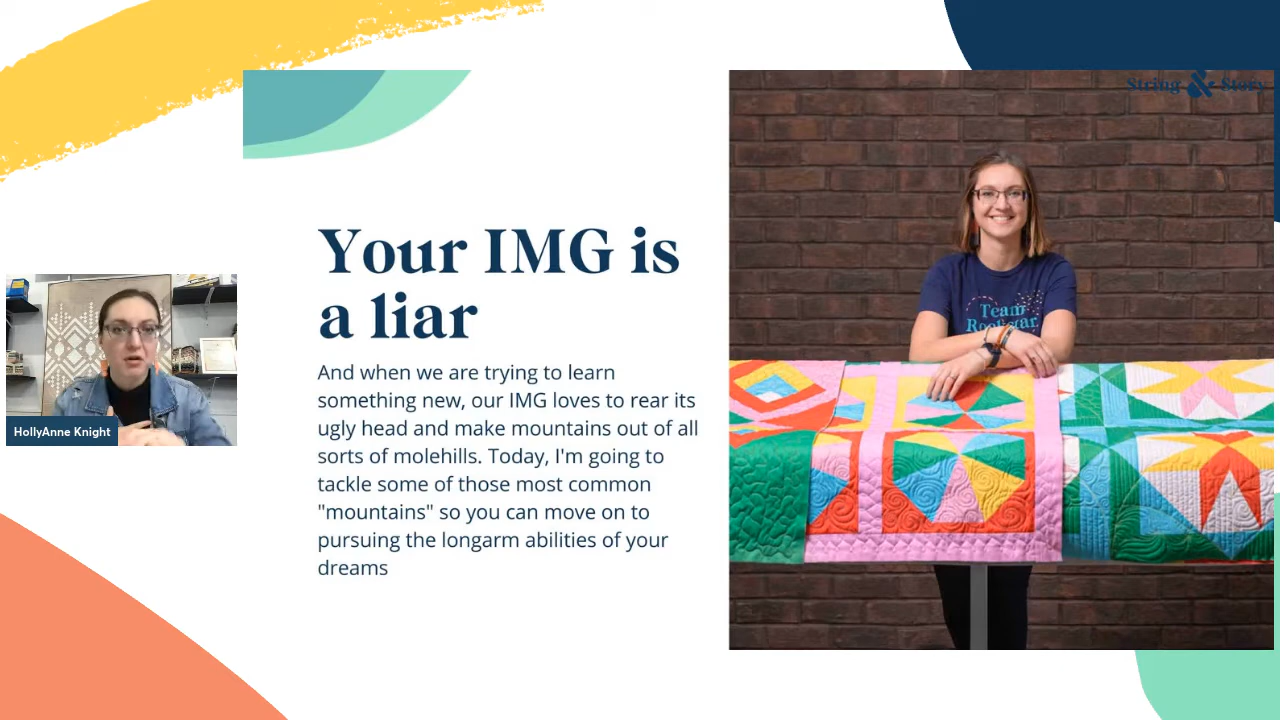 String & Story
Your IMG is
a liar
And when we are trying to learn
something new, our IMG loves to rear its
ugly head and make mountains out of all
sorts of molehills. Today, I'm going to
tackle some of those most common
"mountains" so you can move on to
pursuing the longarm abilities of your
dreams
HollyAnne Knight
Team